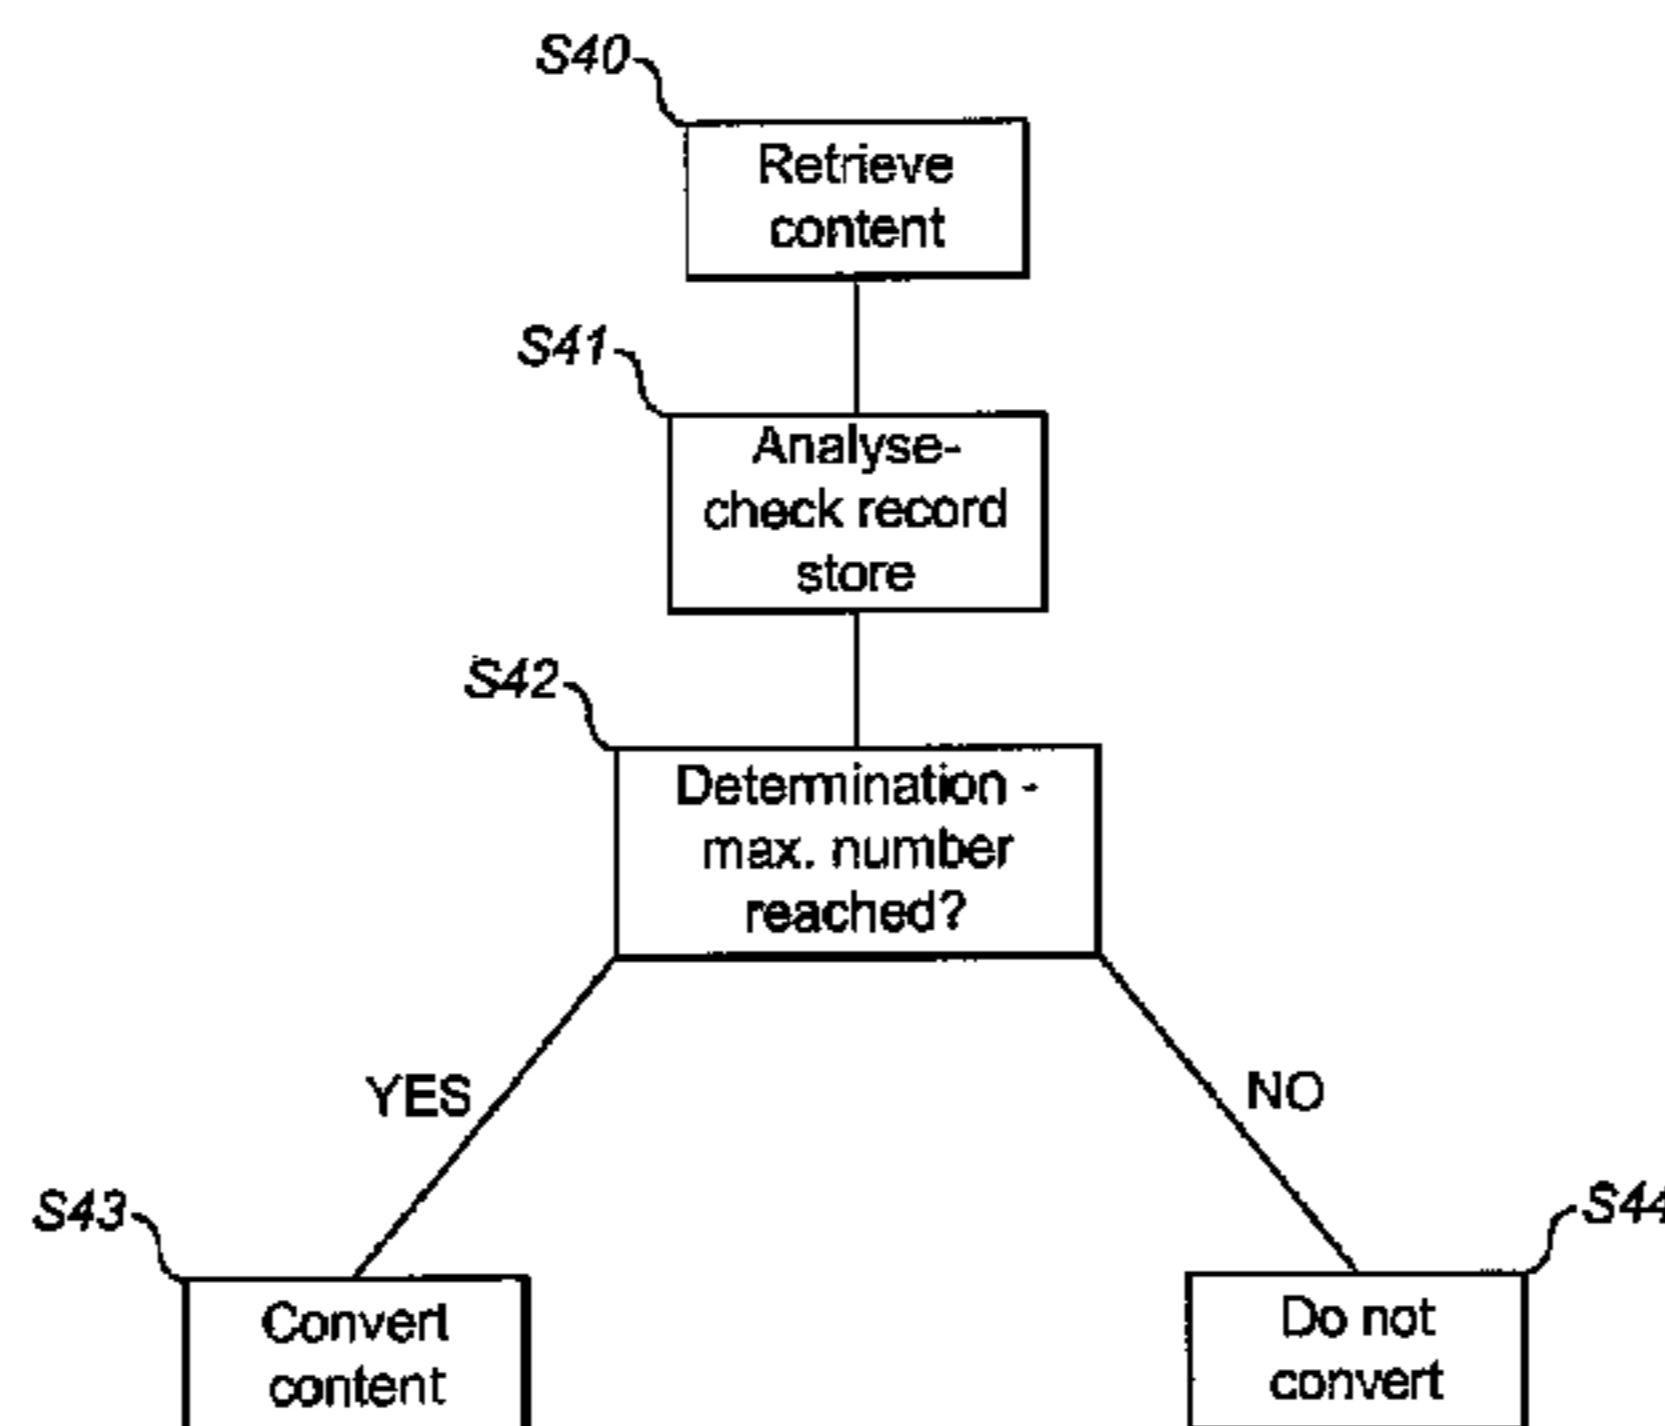 S40
Retrieve
content
S41
Analyse-
check record
store
S42
Determination -
max. number
reached?
YES
NO
S43
S44
Convert
content
Do not
convert